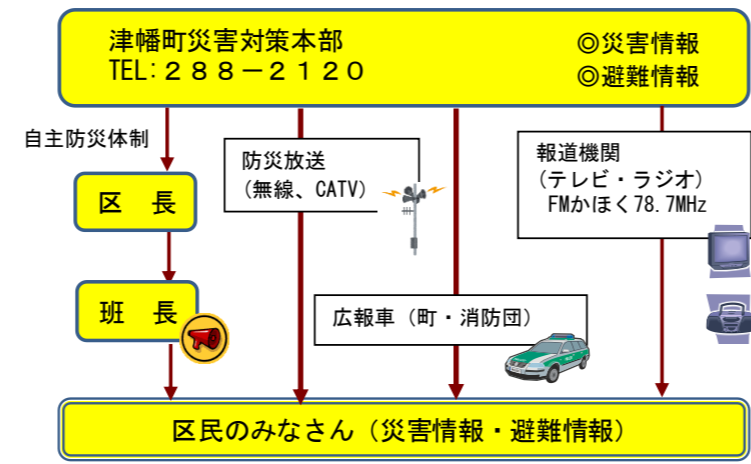 津幡町災害対策本部
TEL:２８８－２１２０
◎災害情報
◎避難情報
自主防災体制
区　長
班　長
防災放送
(無線、CATV)
広報車（町・消防団）
報道機関
(テレビ・ラジオ)
FMかほく78.7MHz
区民のみなさん（災害情報・避難情報）